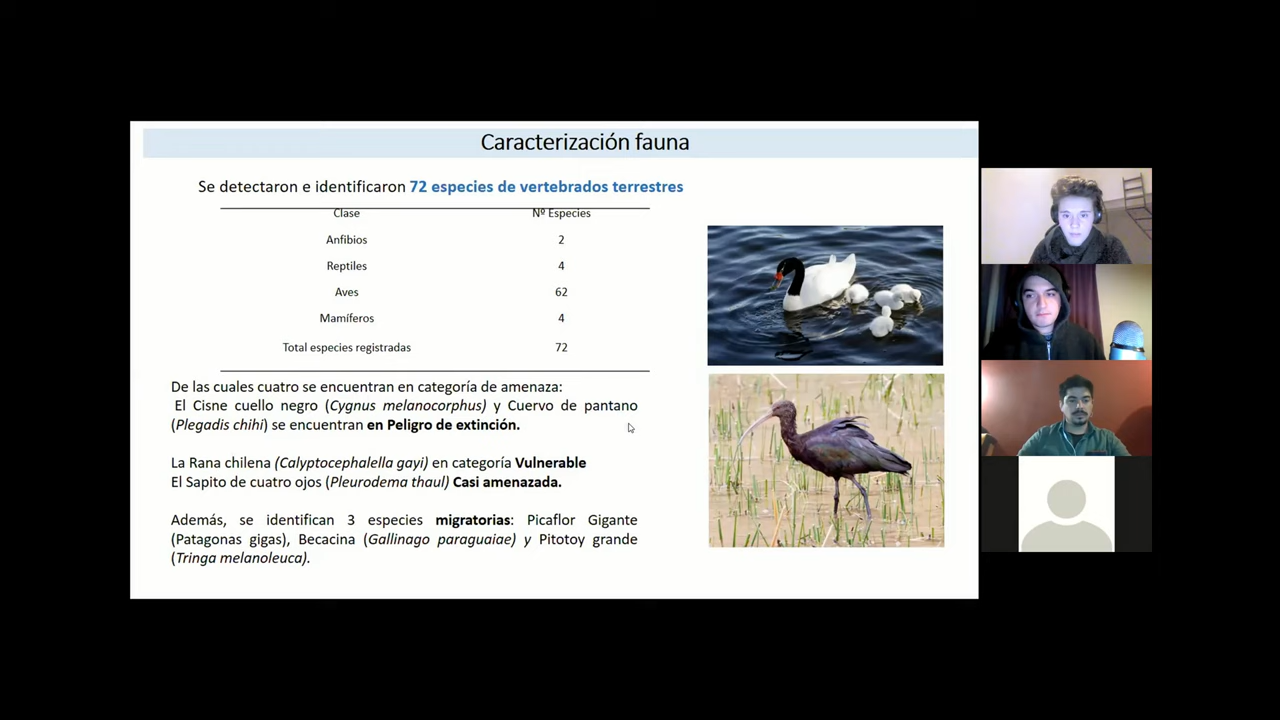 Caracterización fauna
Se detectaron e identificaron 72 especies de vertebrados terrestres
Clase Nº Especies
Anfibios 2
Reptiles 4
Aves 62
Mamíferos 4
Total especies registradas 72
De las cuales cuatro se encuentran en categoría de amenaza:
El Cisne cuello negro (Cygnus melanocorphus) y Cuervo de pantano
(Plegadis chihi) se encuentran en Peligro de extinción.
La Rana chilena (Calyptocephalella gayi) en categoría Vulnerable
El Sapito de cuatro ojos (Pleurodema thaul) Casi amenazada.
Además, se identifican 3 especies migratorias: Picaflor Gigante
(Patagonas gigas), Becacina (Gallinago paraguaiae) y Pitotoy grande
(Tringa melanoleuca).